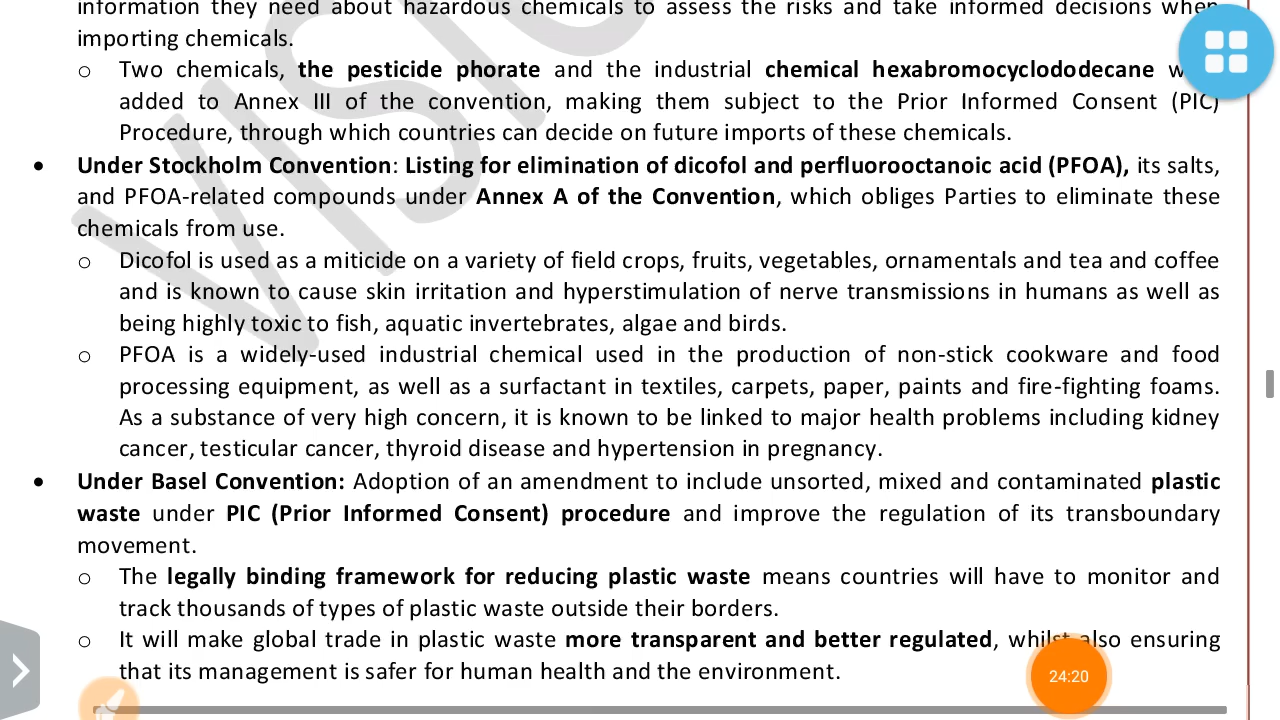 information they need about hazardous chemicals to assess the risks and take informed decisions when
importing chemicals.
o Two chemicals, the pesticide phorate and the industrial chemical hexabromocyclododecane
added to Annex III of the convention, making them subject to the Prior Informed Consent (PIC)
Procedure, through which countries can decide on future imports of these chemicals.
• Under Stockholm Convention: Listing for elimination of dicofol and perfluorooctanoic acid (PFOA), its salts,
and PFOA-related compounds under Annex A of the Convention, which obliges Parties to eliminate these
chemicals from use.
o Dicofol is used as a miticide on a variety of field crops, fruits, vegetables, ornamentals and tea and coffee
and is known to cause skin irritation and hyperstimulation of nerve transmissions in humans as well as
being highly toxic to fish, aquatic invertebrates, algae and birds.
o PFOA is a widely-used industrial chemical used in the production of non-stick cookware and food
processing equipment, as well as a surfactant in textiles, carpets, paper, paints and fire-fighting foams.
As a substance of very high concern, it is known to be linked to major health problems including kidney
cancer, testicular cancer, thyroid disease and hypertension in pregnancy.
• Under Basel Convention: Adoption of an amendment to include unsorted, mixed and contaminated plastic
waste under PIC (Prior Informed Consent) procedure and improve the regulation of its transboundary
movement.
o The legally binding framework for reducing plastic waste means countries will have to monitor and
track thousands of types of plastic waste outside their borders.
o It will make global trade in plastic waste more transparent and better regulated, whilst also ensuring
that its management is safer for human health and the environment.
24:20